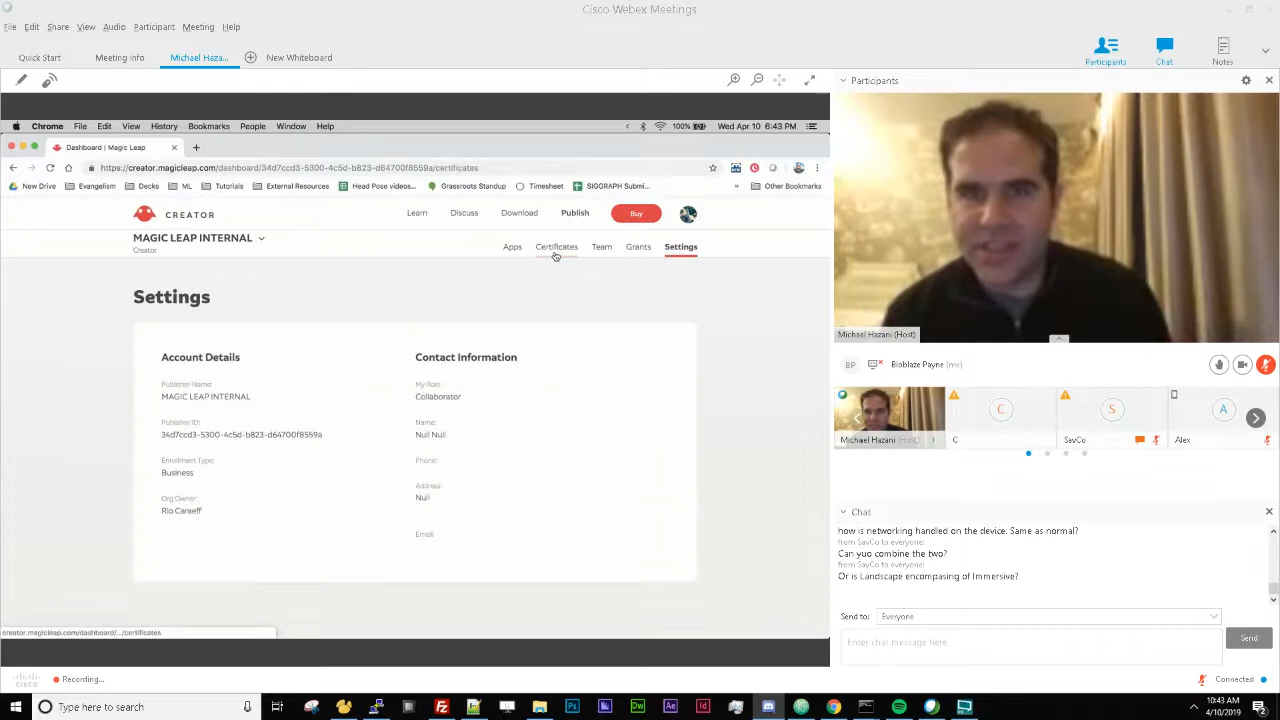 Cisco Webex Meetings
File Edit Share View Audio Participant Meeting Help
Quick Start Meeting Info Michael Haza... New Whiteboard
Participants Chat Notes
Participants
Chrome File Edit View History Bookmarks People Window Help 100% Wed Apr 10 6:43 PM
Dashboard | Magic Leap
https://creator.magicleap.com/dashboard/34d7ccd3-5300-4c5d-b823-d64700f8559a/certificates
New Drive Evangelism Decks ML Tutorials External Resources Head Pose videos... Grassroots Standup Timesheet SIGGRAPH Submi... » Other Bookmarks
CREATOR Learn Discuss Download Publish Buy
MAGIC LEAP INTERNAL
Creator
Apps Certificates Team Grants Settings
Settings
Account Details
Publisher Name:
MAGIC LEAP INTERNAL
Publisher ID:
34d7ccd3-5300-4c5d-b823-d64700f8559a
Enrollment Type:
Business
Org Owner:
Rio Caraeff
Contact Information
My Role:
Collaborator
Name:
Null Null
Phone:
Address:
Null
Email:
creator.magicleap.com/dashboard/.../certificates
Michael Hazani (Host)
BP Bioblaze Payne (me)
C S A
Michael Hazani (Host) C SavCo Alex
Chat
how is networking handled on the device. Same as normal?
from SavCo to everyone:
Can yuo combine the two?
from SavCo to everyone:
Or is Landscape encompasing of Immersive?
Send to: Everyone
Enter chat message here
Send
CISCO Recording... Connected
Type here to search
Fz Ps Dw Ae Id
10:43 AM
4/10/2019